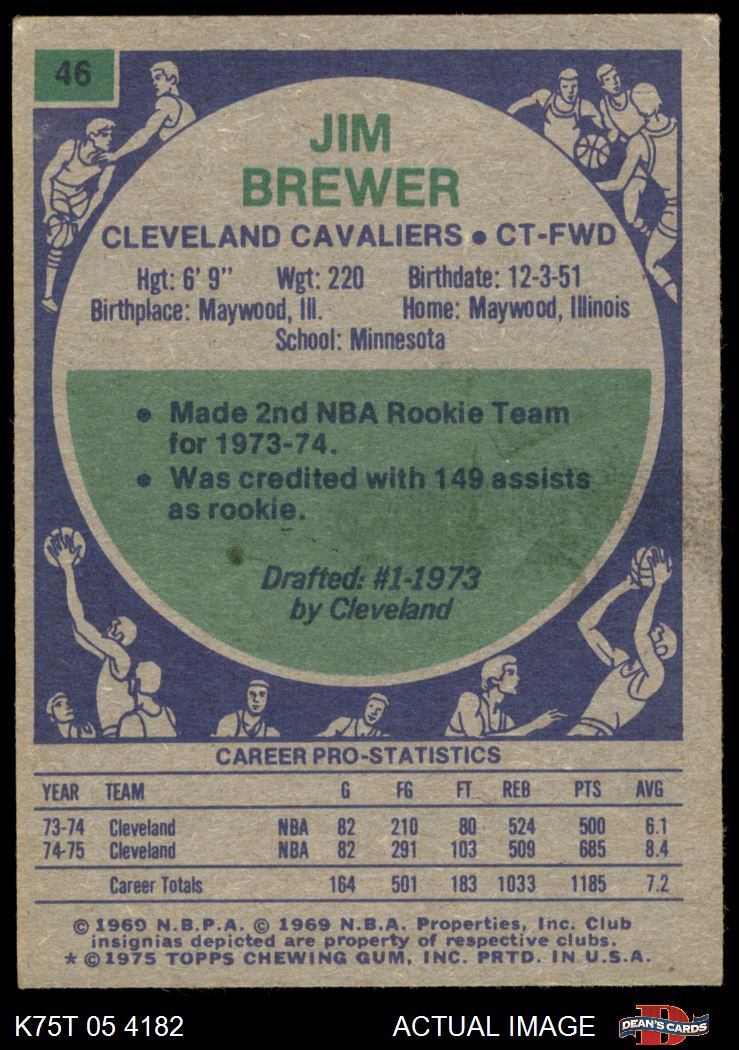 46
JIM
BREWER
CLEVELAND CAVALIERS • CT-FWD
Hgt: 6' 9" Wgt: 220 Birthdate: 12-3-51
Birthplace: Maywood, Ill. Home: Maywood, Illinois
School: Minnesota
• Made 2nd NBA Rookie Team
for 1973-74.
• Was credited with 149 assists
as rookie.
Drafted: #1-1973
by Cleveland
CAREER PRO-STATISTICS
YEAR TEAM G FG FT REB PTS AVG
73-74 Cleveland NBA 82 210 80 524 500 6.1
74-75 Cleveland NBA 82 291 103 509 685 8.4
Career Totals 164 501 183 1033 1185 7.2
© 1969 N.B.P.A. © 1969 N.B.A. Properties, Inc. Club
insignias depicted are property of respective clubs.
* © 1975 TOPPS CHEWING GUM, INC. PRTD. IN U.S.A.
K75T 05 4182 ACTUAL IMAGE D DEAN'S CARDS